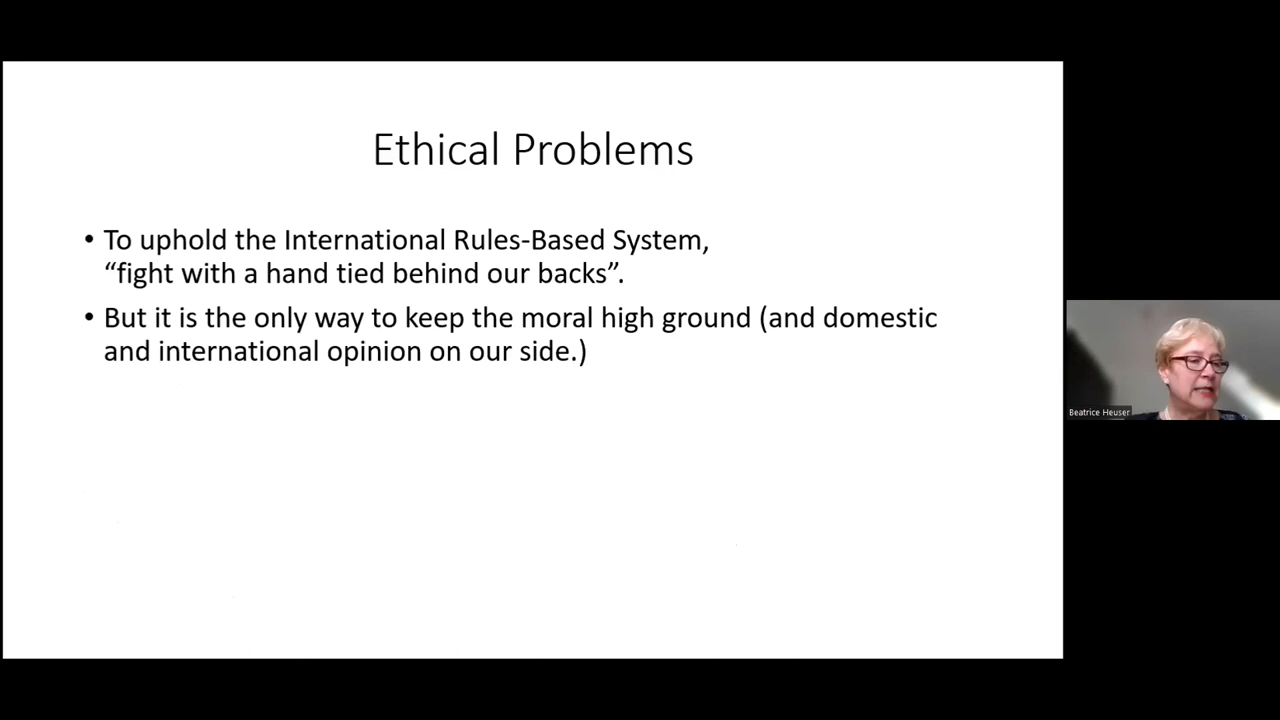 Ethical Problems
• To uphold the International Rules-Based System,
“fight with a hand tied behind our backs”.
• But it is the only way to keep the moral high ground (and domestic
and international opinion on our side.)
Beatrice Heuser